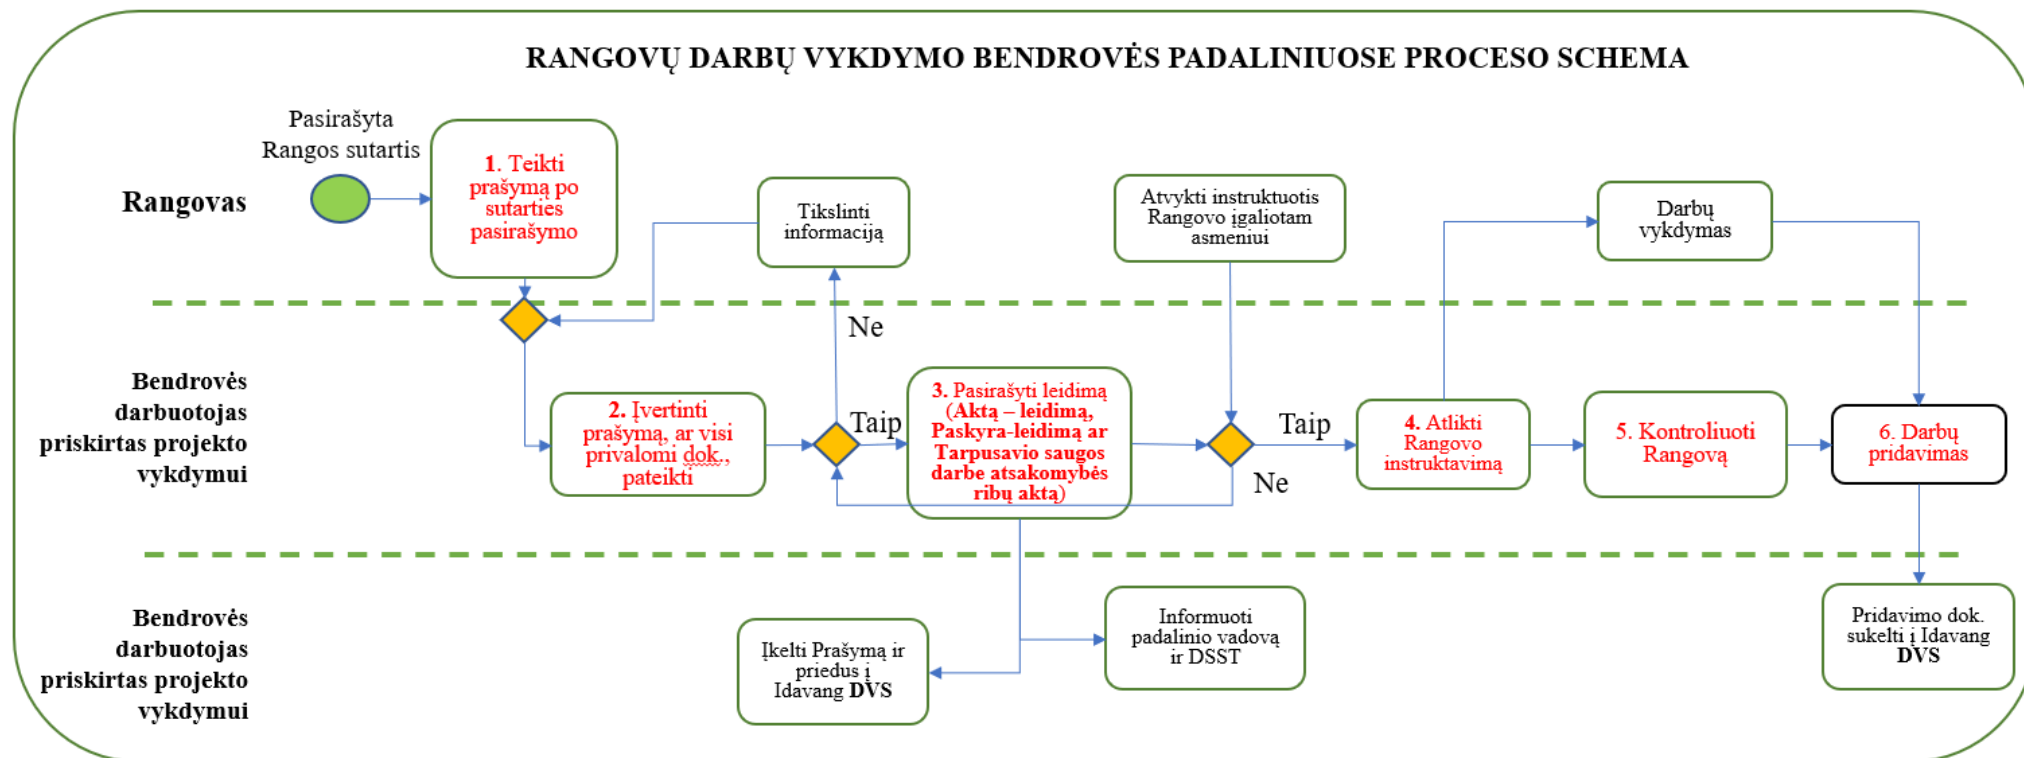 RANGOVŲ DARBŲ VYKDYMO BENDROVĖS PADALINIUOSE PROCESO SCHEMA
Pasirašyta
Rangos sutartis
Rangovas
1. Teikti
prašymą po
sutarties
pasirašymo
Tikslinti
informaciją
Atvykti instruktuotis
Rangovo įgaliotam
asmeniui
Darbų
vykdymas
Ne
Bendrovės
darbuotojas
priskirtas projekto
vykdymui
2. Įvertinti
prašymą, ar visi
privalomi dok.,
pateikti
Taip
3. Pasirašyti leidimą
(Aktą – leidimą,
Paskyra-leidimą ar
Tarpusavio saugos
darbe atsakomybės
ribų aktą)
Taip
Ne
4. Atlikti
Rangovo
instruktavimą
5. Kontroliuoti
Rangovą
6. Darbų
pridavimas
Bendrovės
darbuotojas
priskirtas projekto
vykdymui
Įkelti Prašymą ir
priedus į
Idavang DVS
Informuoti
padalinio vadovą
ir DSST
Pridavimo dok.
sukelti į Idavang
DVS